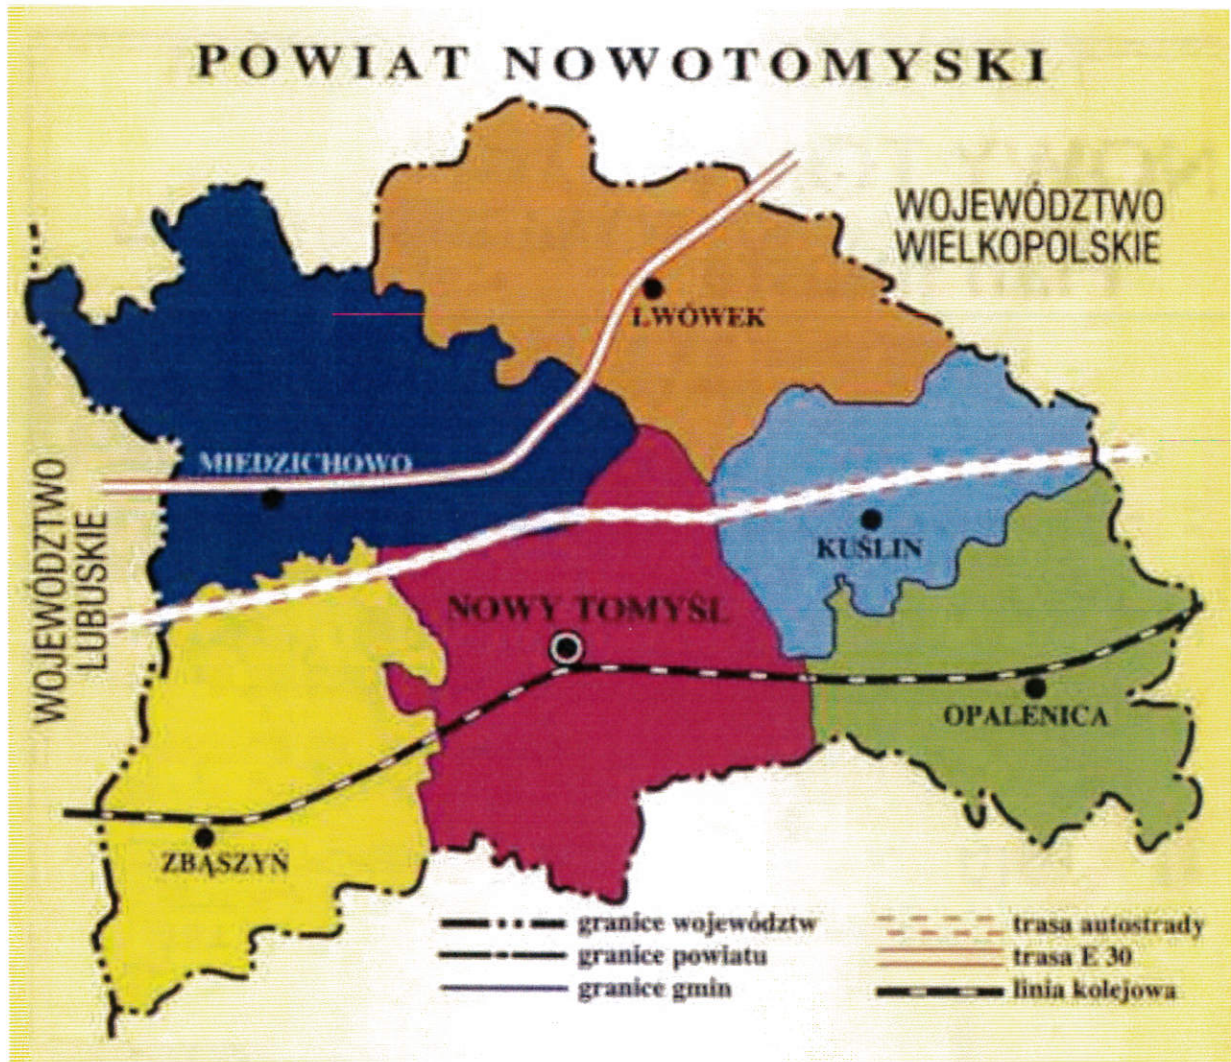 POWIAT NOWOTOMYSKI
WOJEWÓDZTWO
WIELKOPOLSKIE
LWÓWEK
MIEDZICHOWO
WOJEWÓDZTWO
LUBUSKIE
KUŚLIN
NOWY TOMYŚL
OPALENICA
ZBĄSZYŃ
granice województw
granice powiatu
granice gmin
trasa autostrady
trasa E 30
linia kolejowa